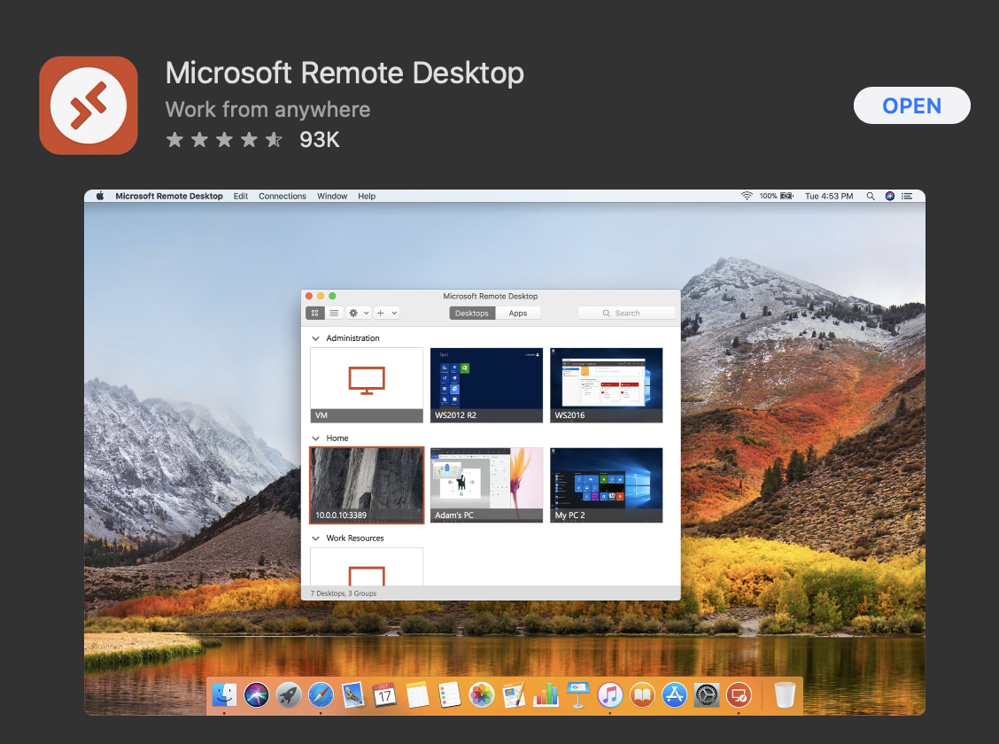 Microsoft Remote Desktop
Work from anywhere
93K
OPEN
Microsoft Remote Desktop Edit Connections Window Help 100% Tue 4:53 PM
Microsoft Remote Desktop
Desktops Apps Search
Administration
Start
VM WS2012 R2 WS2016
Home
10.0.0.10:3389 Adam's PC My PC 2
Work Resources
7 Desktops, 3 Groups
OCT
17